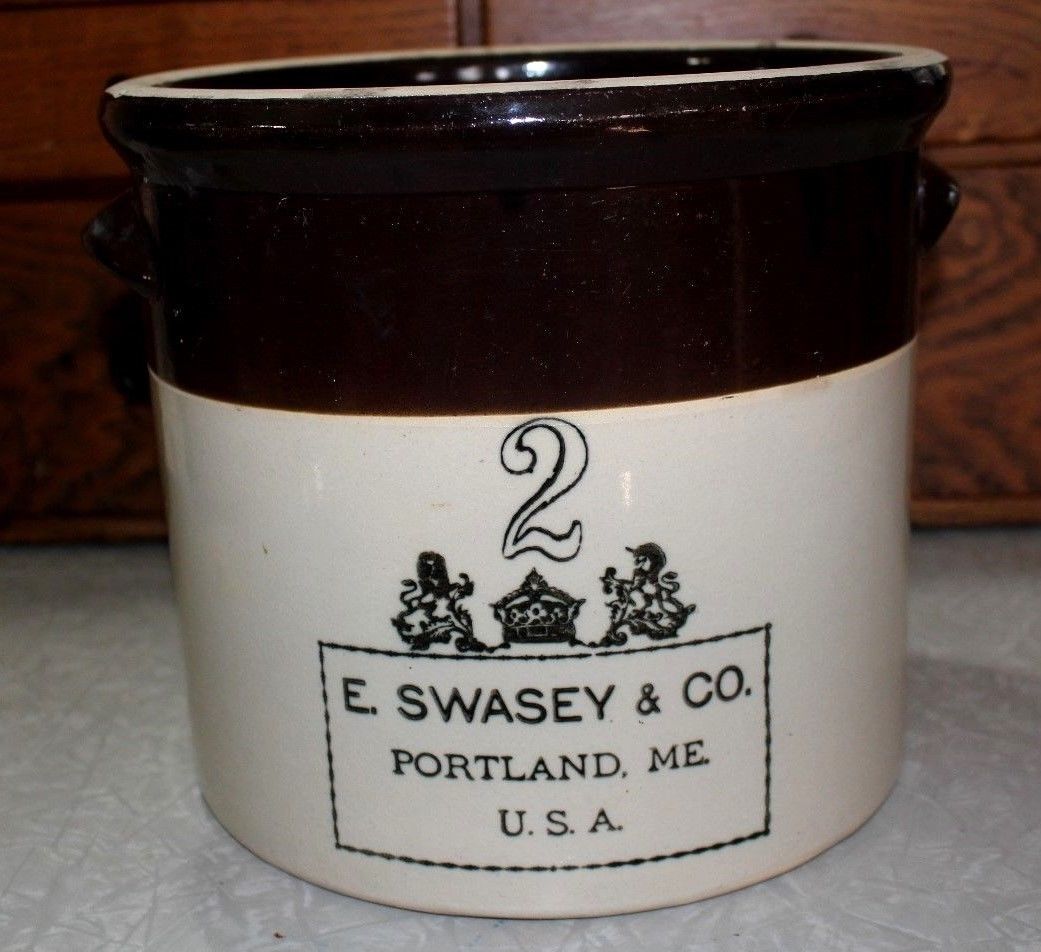 2
E. SWASEY & CO.
PORTLAND, ME.
U. S. A.